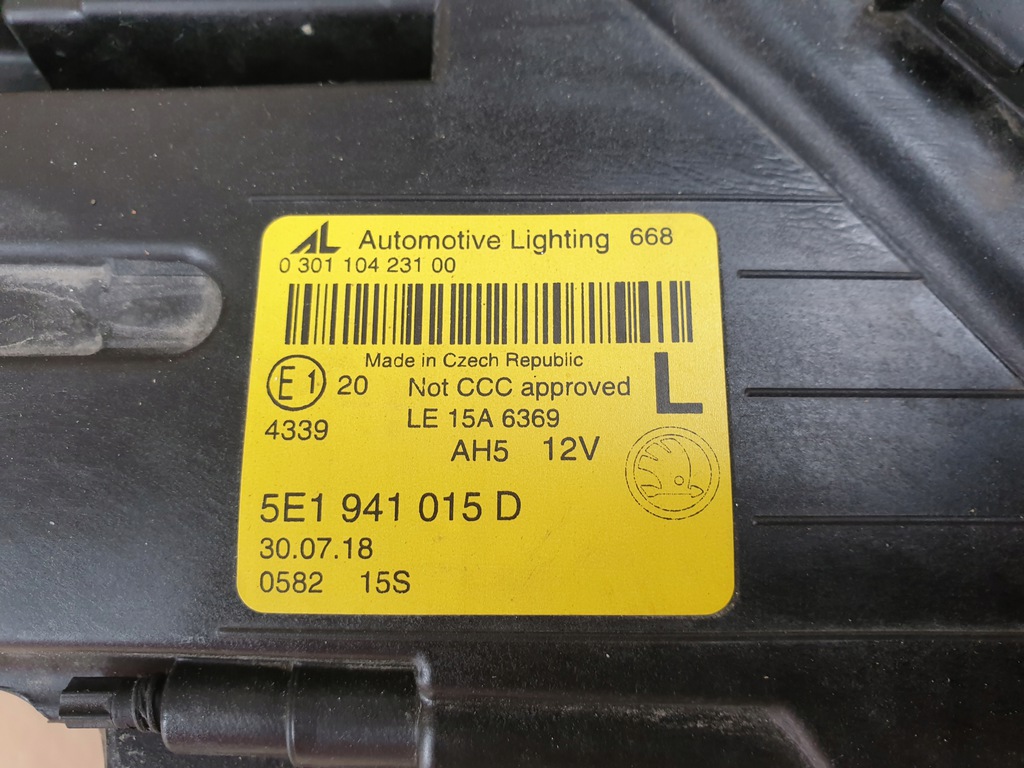 AL Automotive Lighting 668
0 301 104 231 00
Made in Czech Republic
E1 20 Not CCC approved L
4339 LE 15A 6369
AH5 12V
5E1 941 015 D
30.07.18
0582 15S